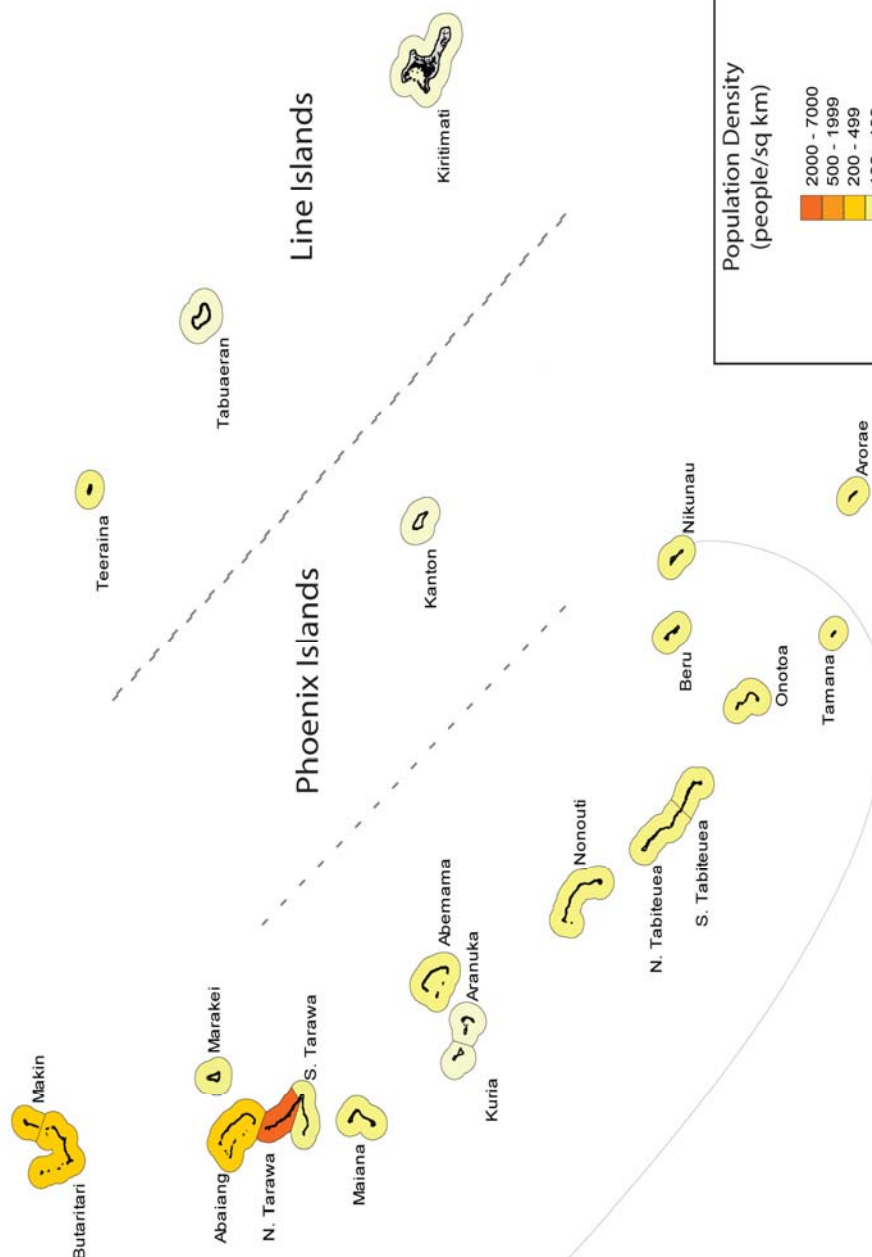 Makin
Butaritari
Marakei
Abaiang
N. Tarawa
S. Tarawa
Maiana
Abemama
Aranuka
Kuria
Nonouti
N. Tabiteuea
S. Tabiteuea
Beru
Nikunau
Onotoa
Tamana
Arorae
Phoenix Islands
Kanton
Line Islands
Teeraina
Tabuaeran
Kiritimati
Population Density
(people/sq km)
2000 - 7000
500 - 1999
200 - 499